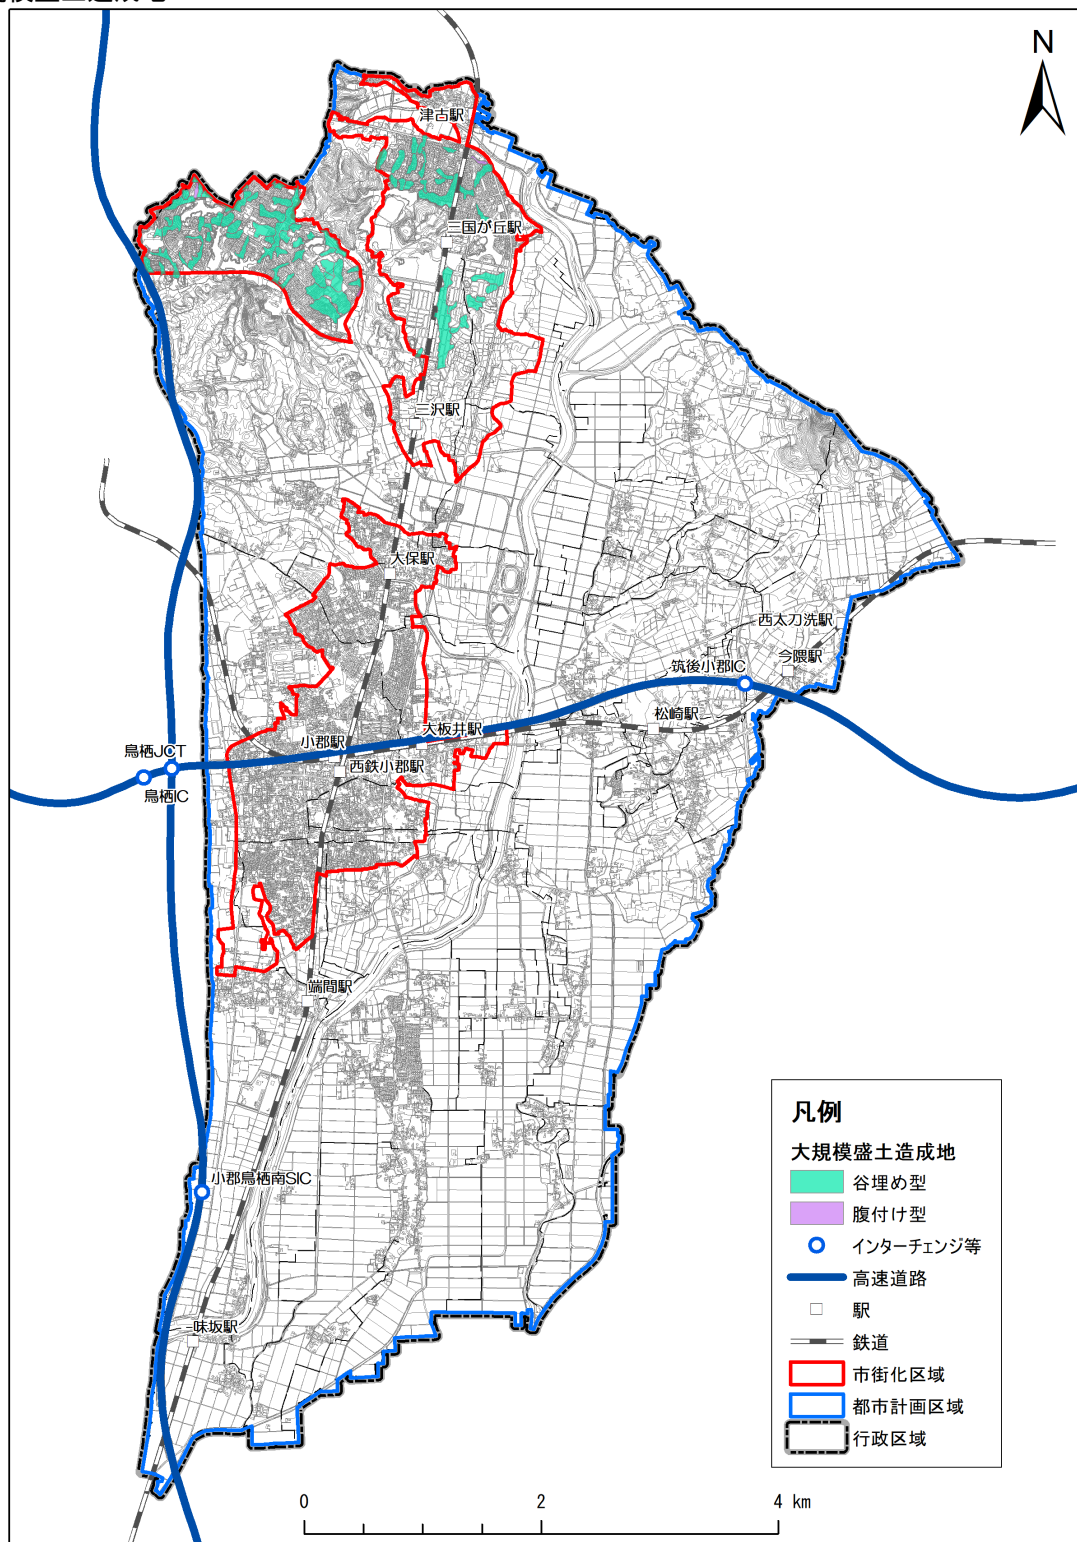 N
津古駅
三国が丘駅
三沢駅
大保駅
西太刀洗駅
今隈駅
筑後小郡IC
松崎駅
大板井駅
小郡駅
西鉄小郡駅
鳥栖JCT
鳥栖IC
端間駅
小郡鳥栖南SIC
味坂駅
凡例
大規模盛土造成地
谷埋め型
腹付け型
インターチェンジ等
高速道路
駅
鉄道
市街化区域
都市計画区域
行政区域
0 2 4 km